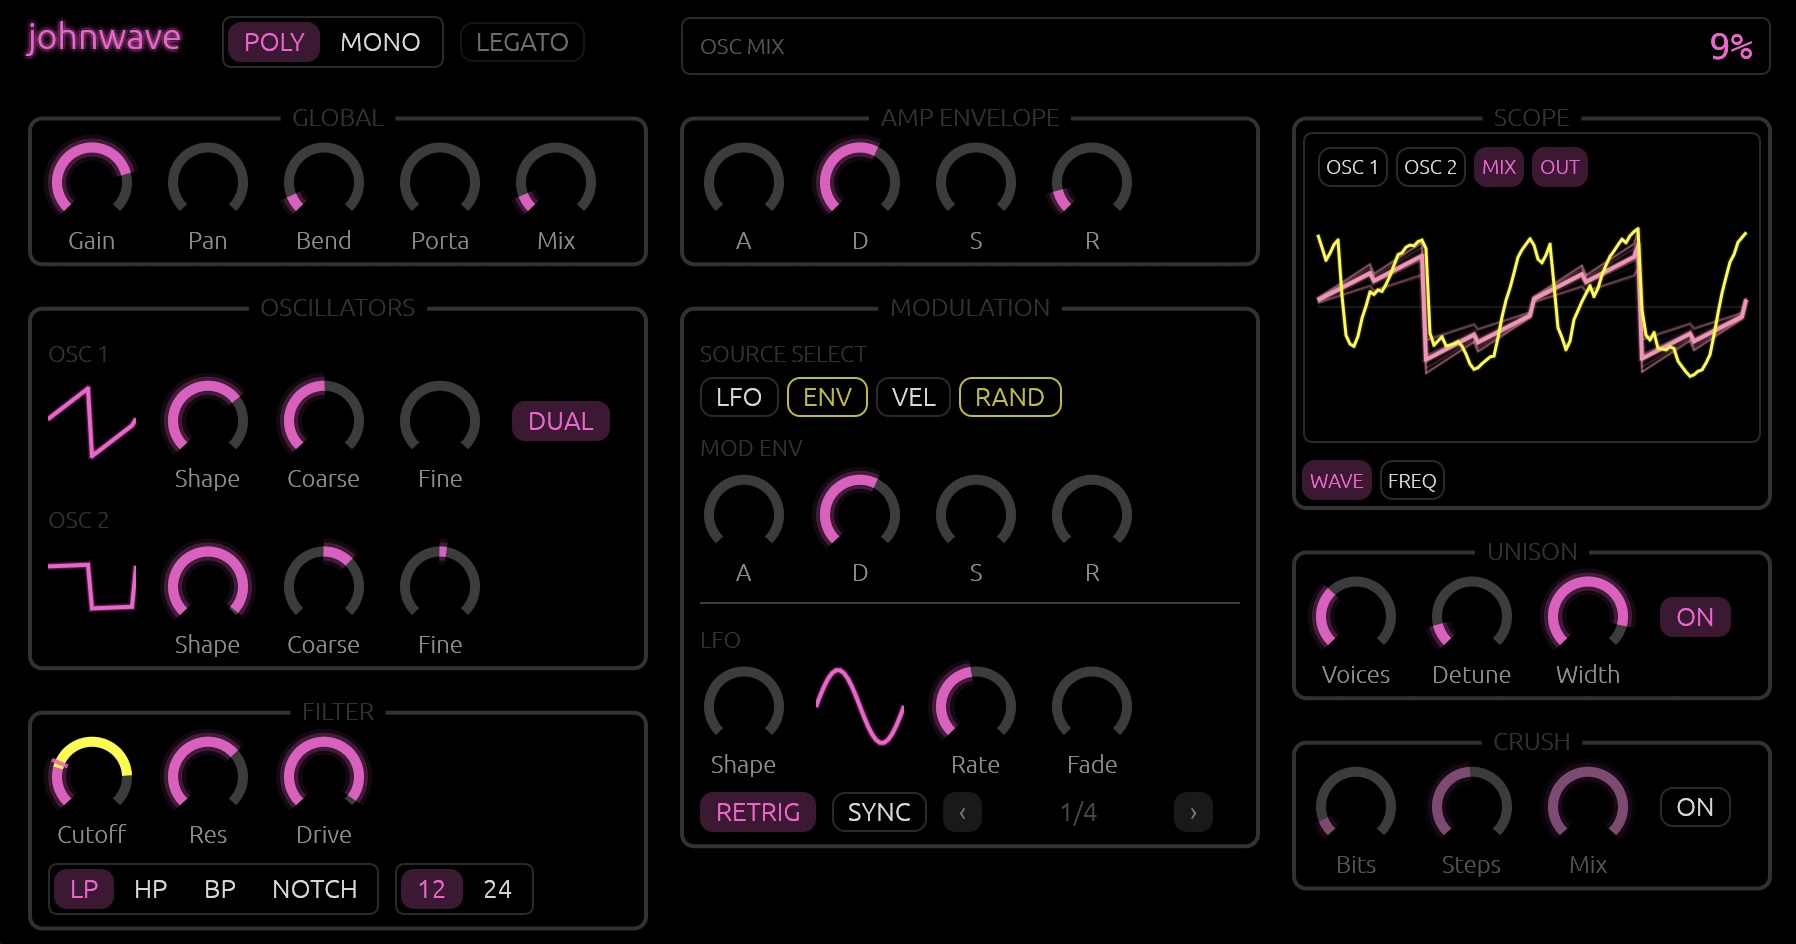 johnwave
POLY MONO LEGATO
OSC MIX 9%
GLOBAL
Gain Pan Bend Porta Mix
OSCILLATORS
OSC 1
Shape Coarse Fine DUAL
OSC 2
Shape Coarse Fine
FILTER
Cutoff Res Drive
LP HP BP NOTCH 12 24
AMP ENVELOPE
A D S R
MODULATION
SOURCE SELECT
LFO ENV VEL RAND
MOD ENV
A D S R
LFO
Shape Rate Fade
RETRIG SYNC ‹ 1/4 ›
SCOPE
OSC 1 OSC 2 MIX OUT
WAVE FREQ
UNISON
Voices Detune Width ON
CRUSH
Bits Steps Mix ON